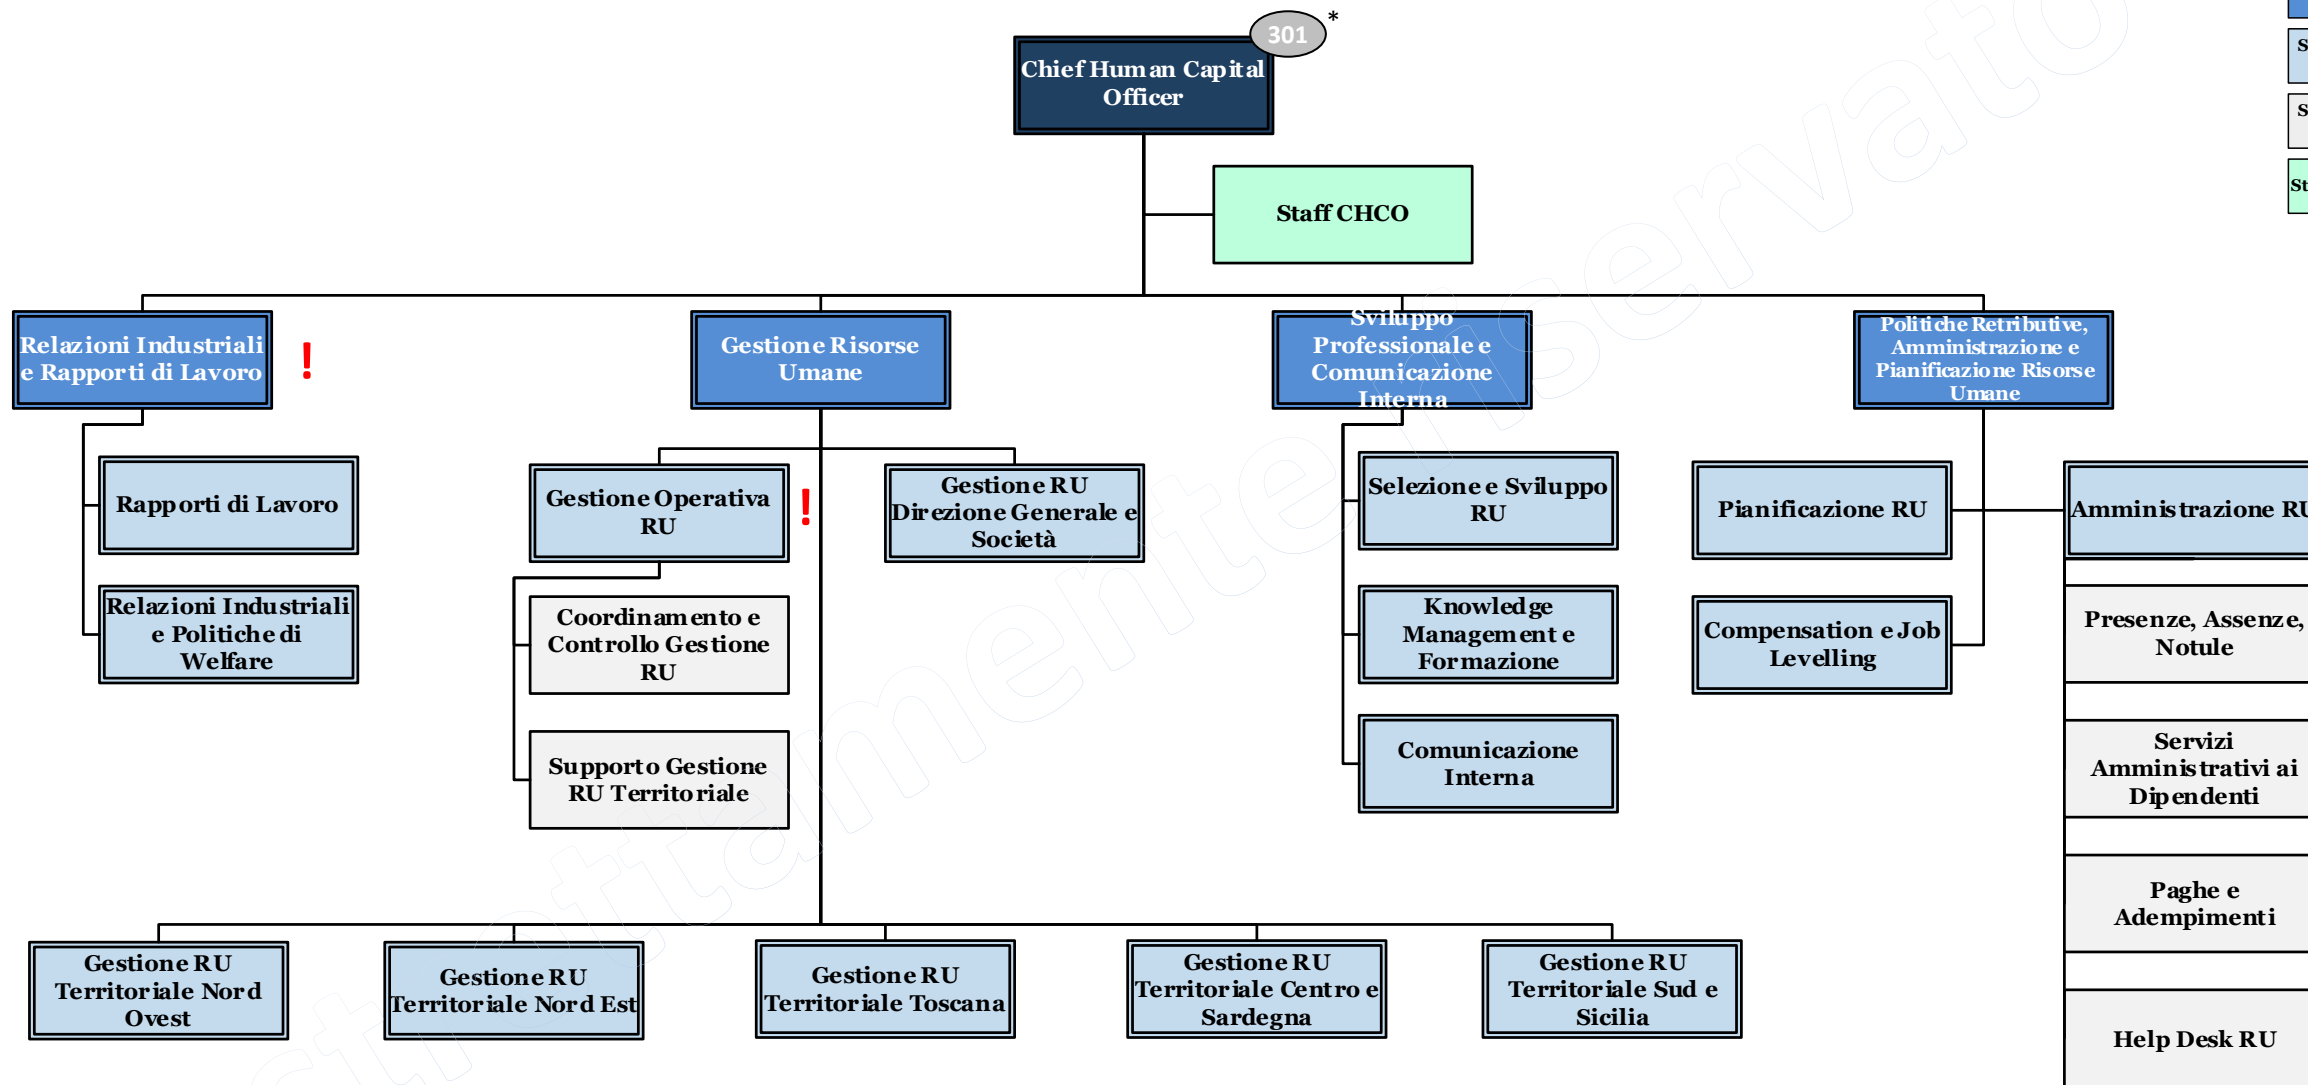 301
*
Chief Human Capital
Officer
Staff CHCO
Relazioni Industriali
e Rapporti di Lavoro
!
Gestione Risorse
Umane
Sviluppo
Professionale e
Comunicazione
Interna
Politiche Retributive,
Amministrazione e
Pianificazione Risorse
Umane
Rapporti di Lavoro
Relazioni Industriali
e Politiche di
Welfare
Gestione Operativa
RU
!
Gestione RU
Direzione Generale e
Società
Coordinamento e
Controllo Gestione
RU
Supporto Gestione
RU Territoriale
Selezione e Sviluppo
RU
Knowledge
Management e
Formazione
Comunicazione
Interna
Pianificazione RU
Compensation e Job
Levelling
Amministrazione RU
Presenze, Assenze,
Notule
Servizi
Amministrativi ai
Dipendenti
Paghe e
Adempimenti
Help Desk RU
Gestione RU
Territoriale Nord
Ovest
Gestione RU
Territoriale Nord Est
Gestione RU
Territoriale Toscana
Gestione RU
Territoriale Centro e
Sardegna
Gestione RU
Territoriale Sud e
Sicilia
S
S
St
strettamente riservato